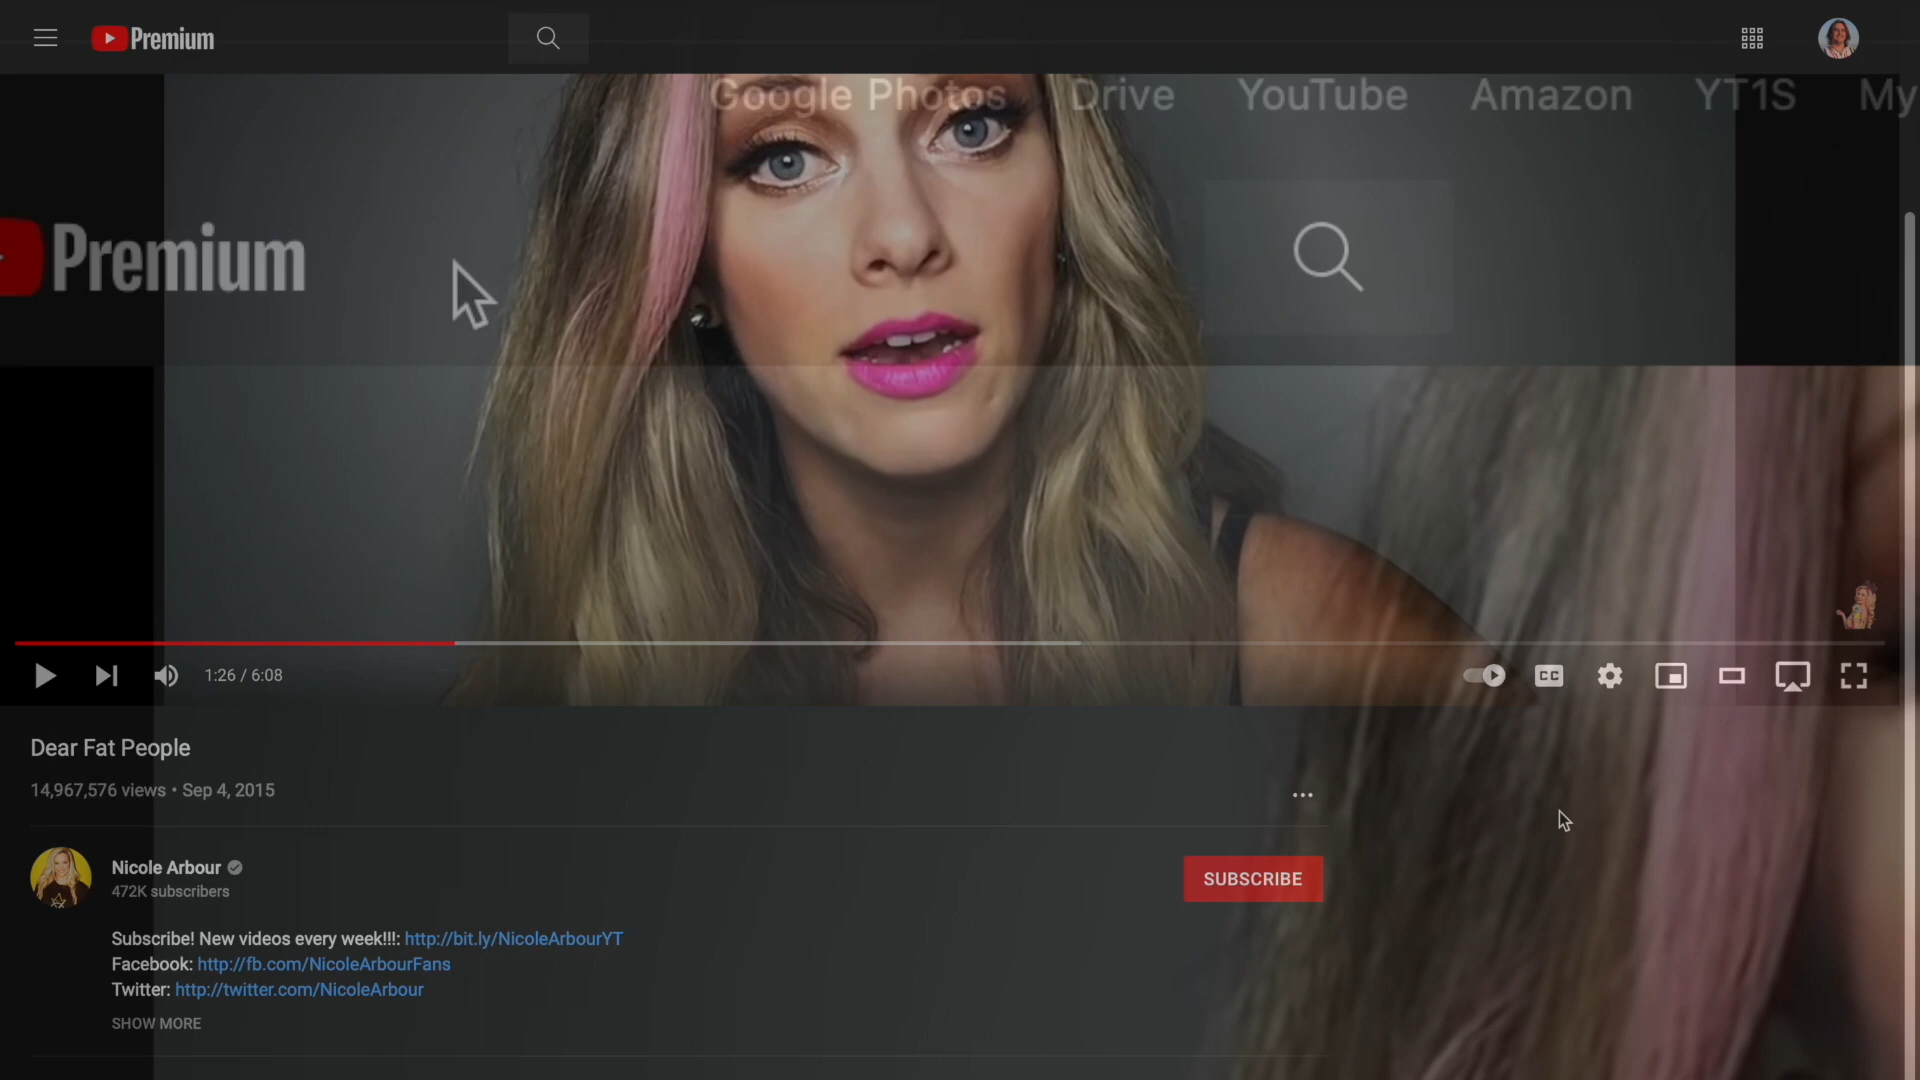 Premium
Google Photos Drive YouTube Amazon YT1S My
Premium
1:26 / 6:08
CC
Dear Fat People
14,967,576 views • Sep 4, 2015
Nicole Arbour
472K subscribers
SUBSCRIBE
Subscribe! New videos every week!!!: http://bit.ly/NicoleArbourYT
Facebook: http://fb.com/NicoleArbourFans
Twitter: http://twitter.com/NicoleArbour
SHOW MORE